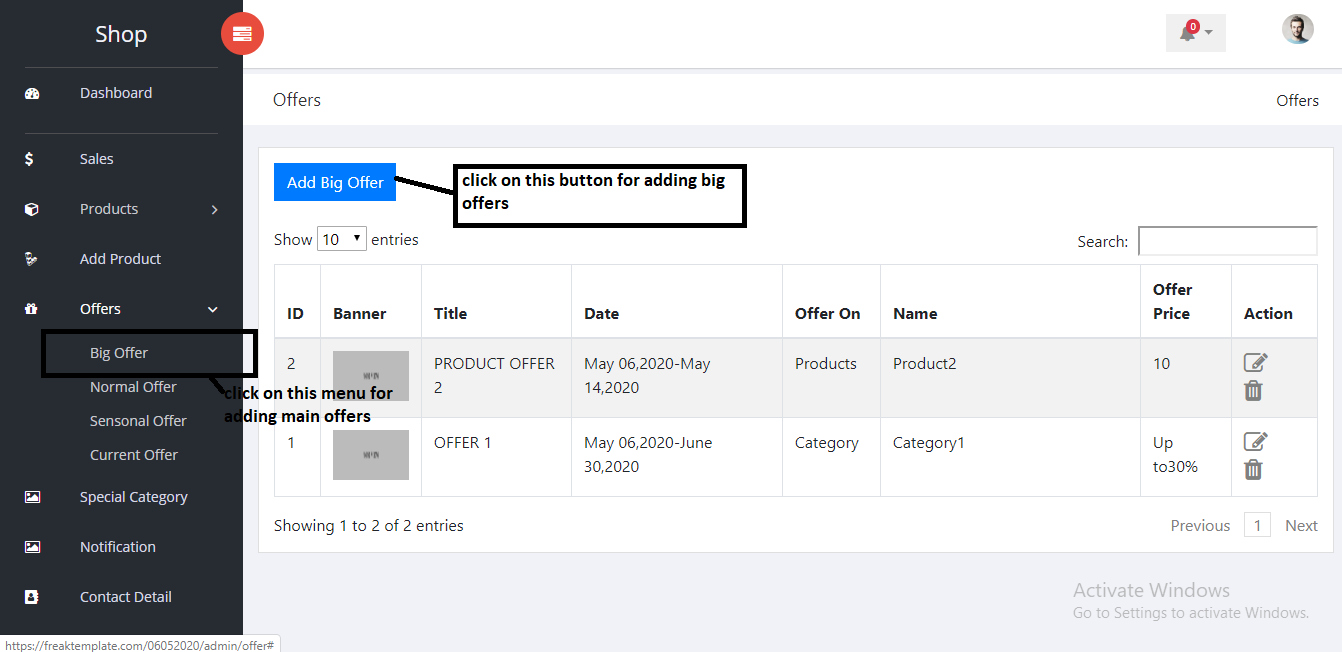 Shop
0
Dashboard
Offers
Offers
Sales
Products
Add Product
Offers
Big Offer
Normal Offer
Sensonal Offer
Current Offer
Special Category
Notification
Contact Detail
click on this menu for
adding main offers
Add Big Offer
click on this button for adding big
offers
Show 10 entries
Search:
ID Banner Title Date Offer On Name Offer
Price Action
2 PRODUCT OFFER
2 May 06,2020-May
14,2020 Products Product2 10
1 OFFER 1 May 06,2020-June
30,2020 Category Category1 Up
to30%
Showing 1 to 2 of 2 entries
Previous 1 Next
Activate Windows
Go to Settings to activate Windows.
https://freaktemplate.com/06052020/admin/offer#